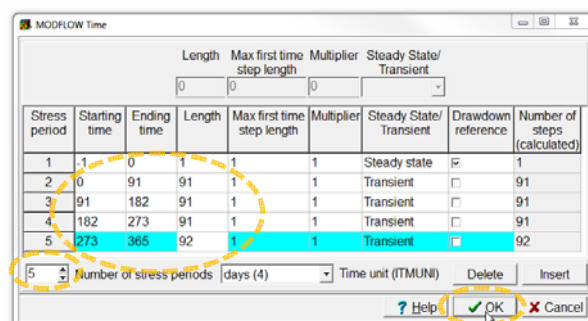 MODFLOW Time
Length Max first time step length Multiplier Steady State/ Transient
0 0 0
Stress period Starting time Ending time Length Max first time step length Multiplier Steady State/ Transient Drawdown reference Number of steps (calculated)
1 -1 0 1 1 1 Steady state 1
2 0 91 91 1 1 Transient 91
3 91 182 91 1 1 Transient 91
4 182 273 91 1 1 Transient 91
5 273 365 92 1 1 Transient 92
5 Number of stress periods days (4) Time unit (ITMUNI) Delete Insert
? Help OK Cancel